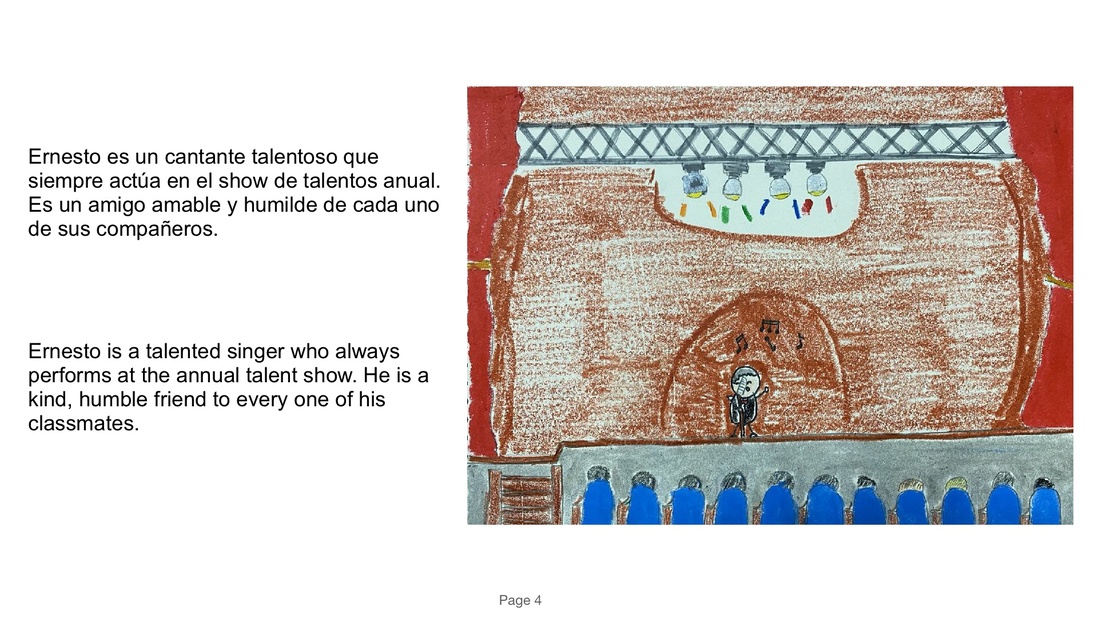 Ernesto es un cantante talentoso que
siempre actúa en el show de talentos anual.
Es un amigo amable y humilde de cada uno
de sus compañeros.
Ernesto is a talented singer who always
performs at the annual talent show. He is a
kind, humble friend to every one of his
classmates.
Page 4